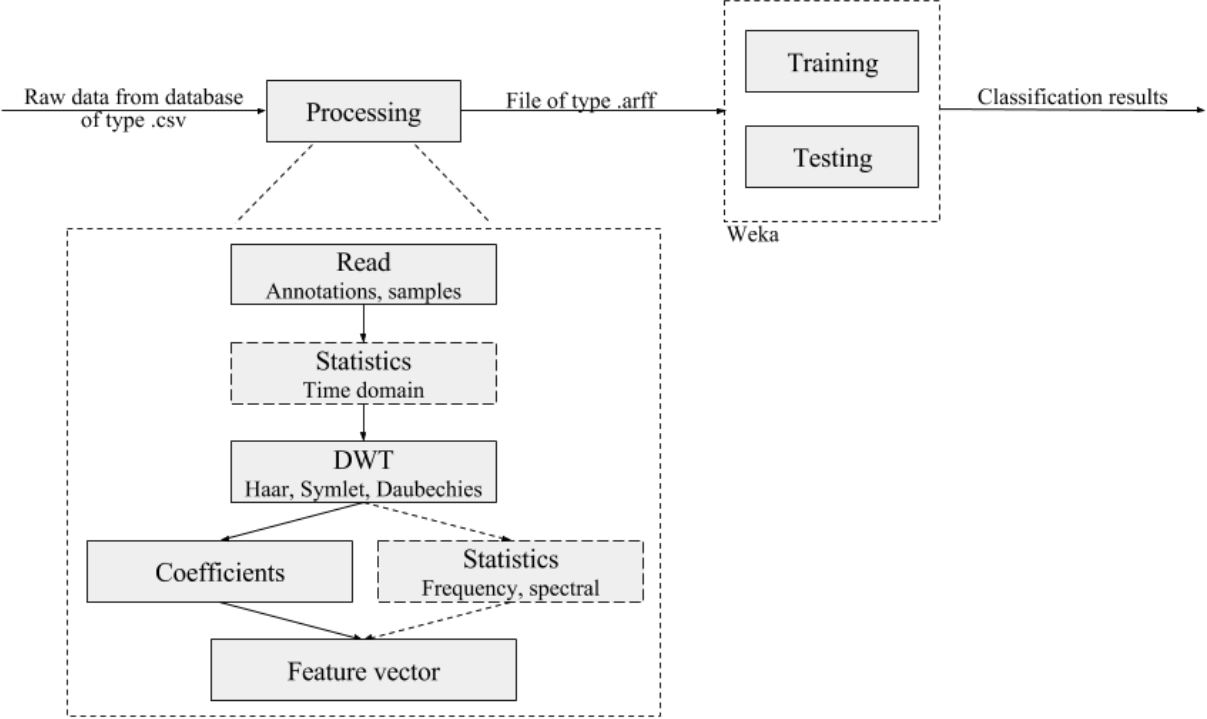 Raw data from database
of type .csv
Processing
File of type .arff
Training
Testing
Weka
Classification results
Read
Annotations, samples
Statistics
Time domain
DWT
Haar, Symlet, Daubechies
Coefficients
Statistics
Frequency, spectral
Feature vector